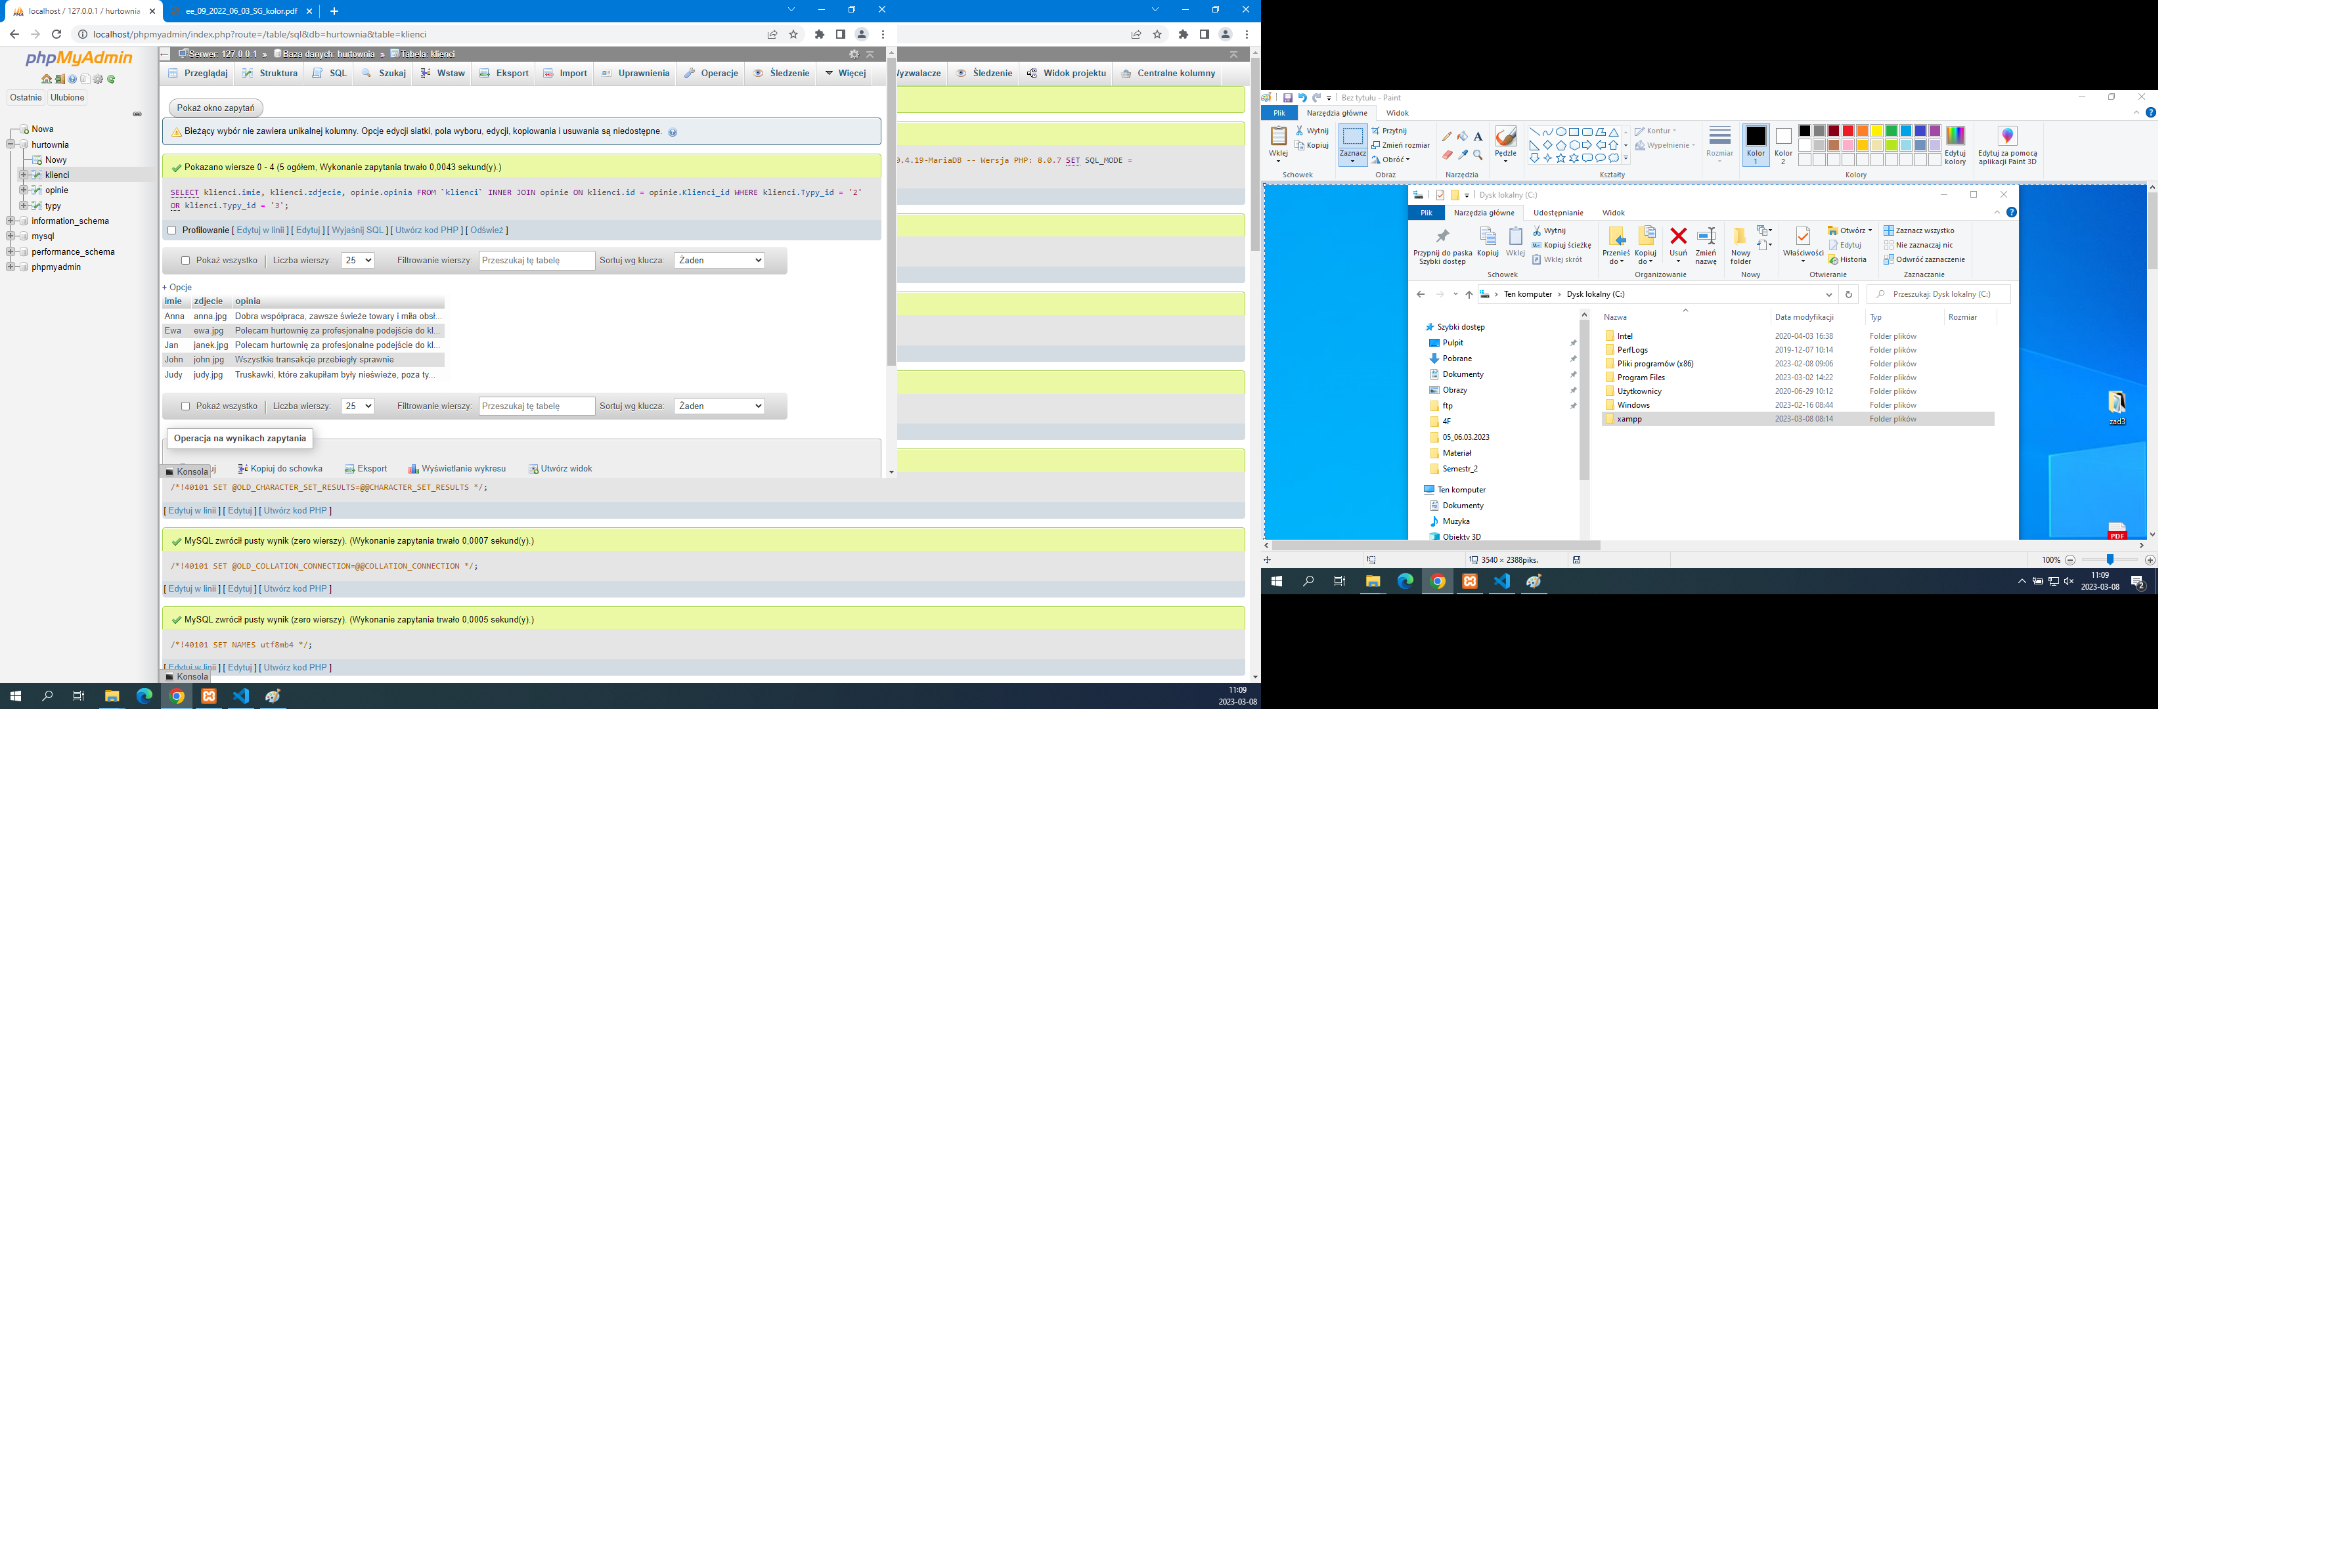 localhost / 127.0.0.1 / hurtownia
ee_09_2022_06_03_SG_kolor.pdf
localhost/phpmyadmin/index.php?route=/table/sql&db=hurtownia&table=klienci
phpMyAdmin
Ostatnie Ulubione
Nowa
hurtownia
Nowy
klienci
opinie
typy
information_schema
mysql
performance_schema
phpmyadmin
Serwer: 127.0.0.1 » Baza danych: hurtownia » Tabela: klienci
Przeglądaj Struktura SQL Szukaj Wstaw Eksport Import Uprawnienia Operacje Śledzenie Więcej
Pokaż okno zapytań
Bieżący wybór nie zawiera unikalnej kolumny. Opcje edycji siatki, pola wyboru, edycji, kopiowania i usuwania są niedostępne.
Pokazano wiersze 0 - 4 (5 ogółem, Wykonanie zapytania trwało 0,0043 sekund(y).)
SELECT klienci.imie, klienci.zdjecie, opinie.opinia FROM `klienci` INNER JOIN opinie ON klienci.id = opinie.Klienci_id WHERE klienci.Typy_id = '2'
OR klienci.Typy_id = '3';
Profilowanie [ Edytuj w linii ] [ Edytuj ] [ Wyjaśnij SQL ] [ Utwórz kod PHP ] [ Odśwież ]
Pokaż wszystko Liczba wierszy: 25 Filtrowanie wierszy: Przeszukaj tę tabelę Sortuj wg klucza: Żaden
+ Opcje
imie zdjecie opinia
Anna anna.jpg Dobra współpraca, zawsze świeże towary i miła obsł...
Ewa ewa.jpg Polecam hurtownię za profesjonalne podejście do kl...
Jan janek.jpg Polecam hurtownię za profesjonalne podejście do kl...
John john.jpg Wszystkie transakcje przebiegły sprawnie
Judy judy.jpg Truskawki, które zakupiłam były nieświeże, poza ty...
Pokaż wszystko Liczba wierszy: 25 Filtrowanie wierszy: Przeszukaj tę tabelę Sortuj wg klucza: Żaden
Operacja na wynikach zapytania
Kopiuj do schowka Eksport Wyświetlanie wykresu Utwórz widok
Konsola
Wyzwalacze Śledzenie Widok projektu Centralne kolumny
0.4.19-MariaDB -- Wersja PHP: 8.0.7 SET SQL_MODE =
/*!40101 SET @OLD_CHARACTER_SET_RESULTS=@@CHARACTER_SET_RESULTS */;
[ Edytuj w linii ] [ Edytuj ] [ Utwórz kod PHP ]
MySQL zwrócił pusty wynik (zero wierszy). (Wykonanie zapytania trwało 0,0007 sekund(y).)
/*!40101 SET @OLD_COLLATION_CONNECTION=@@COLLATION_CONNECTION */;
[ Edytuj w linii ] [ Edytuj ] [ Utwórz kod PHP ]
MySQL zwrócił pusty wynik (zero wierszy). (Wykonanie zapytania trwało 0,0005 sekund(y).)
/*!40101 SET NAMES utf8mb4 */;
[ Edytuj w linii ] [ Edytuj ] [ Utwórz kod PHP ]
Konsola
11:09
2023-03-08
Bez tytułu - Paint
Plik Narzędzia główne Widok
Wklej Wytnij Kopiuj
Schowek
Zaznacz Przytnij Zmień rozmiar Obróć
Obraz
Narzędzia
Pędzle
Kontur
Wypełnienie
Kształty
Rozmiar
Kolor 1
Kolor 2
Edytuj kolory
Kolory
Edytuj za pomocą aplikacji Paint 3D
Dysk lokalny (C:)
Plik Narzędzia główne Udostępnianie Widok
Przypnij do paska Szybki dostęp Kopiuj Wklej
Wytnij
Kopiuj ścieżkę
Wklej skrót
Schowek
Przenieś do Kopiuj do Usuń Zmień nazwę
Organizowanie
Nowy folder
Nowy
Właściwości Otwórz
Edytuj
Historia
Otwieranie
Zaznacz wszystko
Nie zaznaczaj nic
Odwróć zaznaczenie
Zaznaczanie
Ten komputer › Dysk lokalny (C:)
Przeszukaj: Dysk lokalny (C:)
Szybki dostęp
Pulpit
Pobrane
Dokumenty
Obrazy
ftp
4F
05_06.03.2023
Materiał
Semestr_2
Ten komputer
Dokumenty
Muzyka
Obiekty 3D
Nazwa Data modyfikacji Typ Rozmiar
Intel 2020-04-03 16:38 Folder plików
PerfLogs 2019-12-07 10:14 Folder plików
Pliki programów (x86) 2023-02-08 09:06 Folder plików
Program Files 2023-03-02 14:22 Folder plików
Użytkownicy 2020-06-29 10:12 Folder plików
Windows 2023-02-16 08:44 Folder plików
xampp 2023-03-08 08:14 Folder plików
zad3
PDF
3540 × 2388piks.
100%
11:09
2023-03-08
2